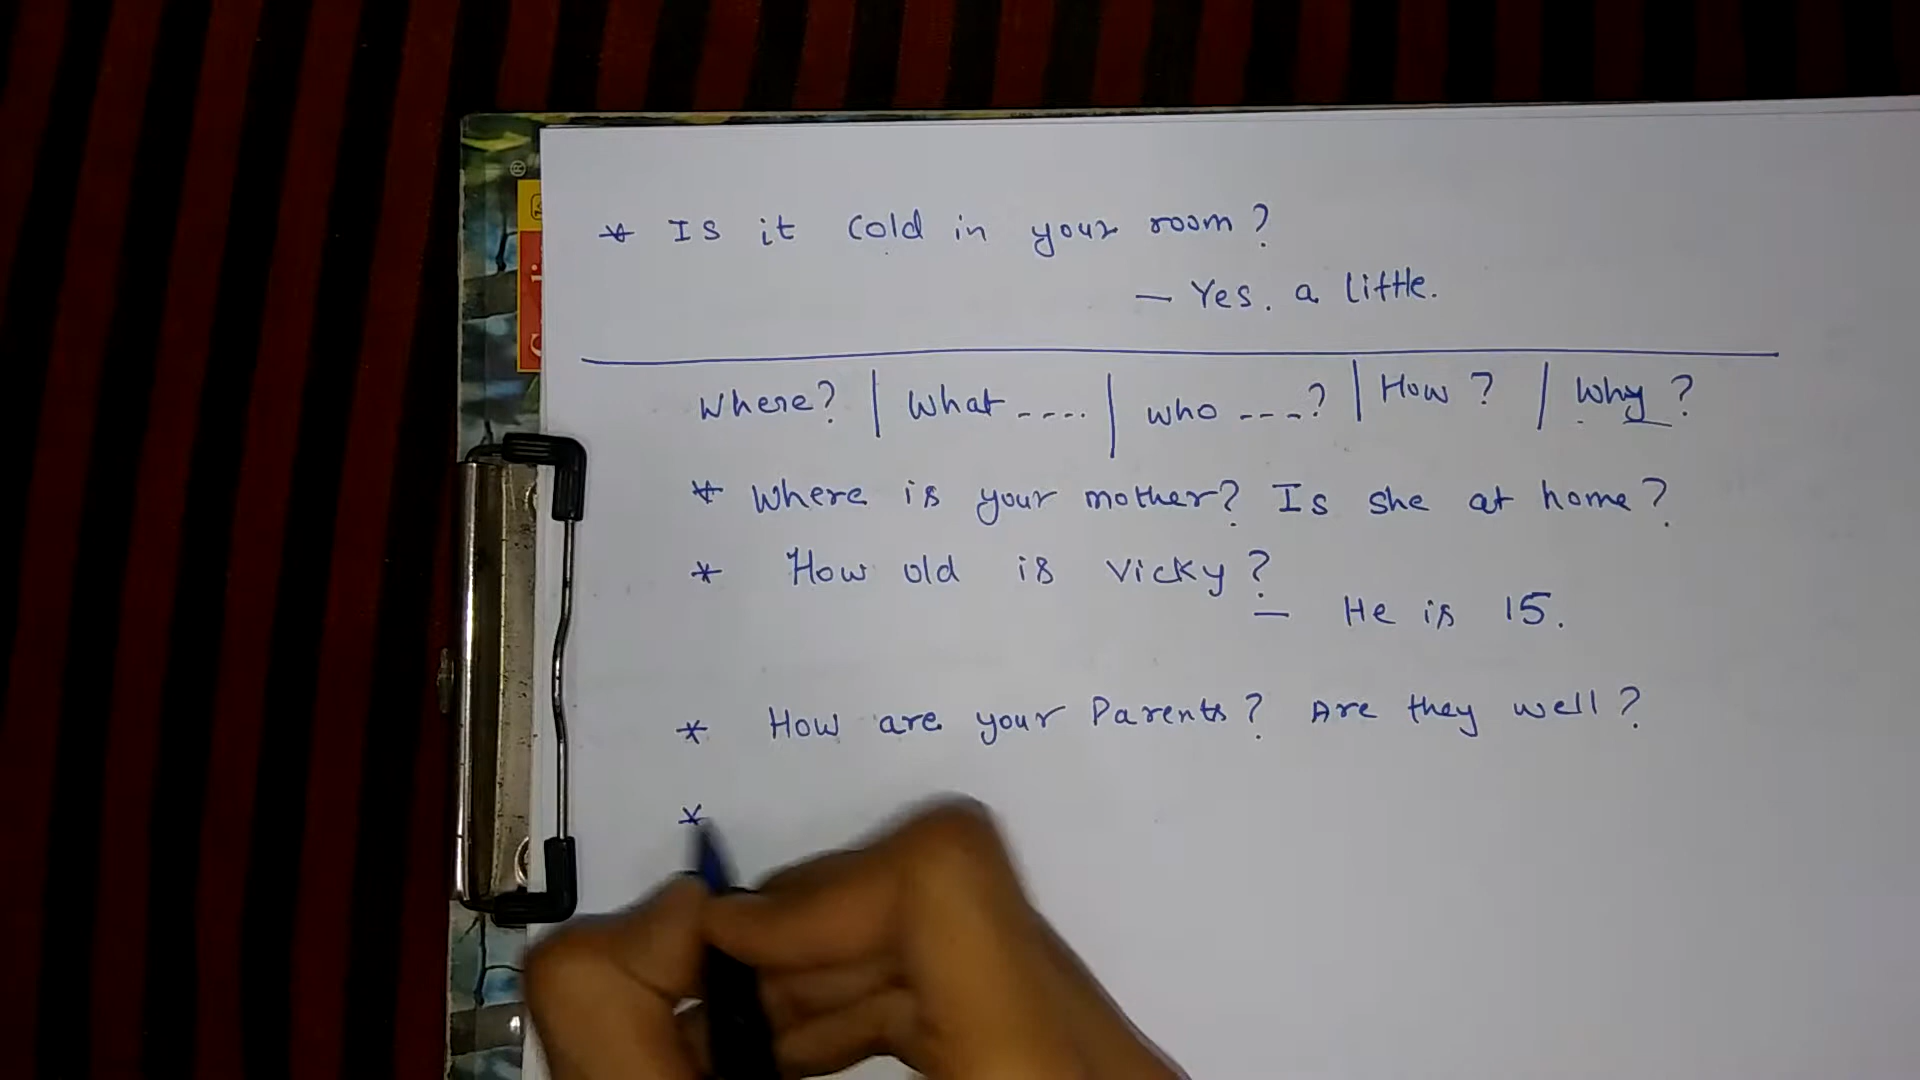 * Is it cold in your room?
— Yes. a little.
Where? | What ---- | who ---? | How ? | Why ?
* Where is your mother? Is she at home?
* How old is Vicky?
— He is 15.
* How are your Parents? Are they well?
*